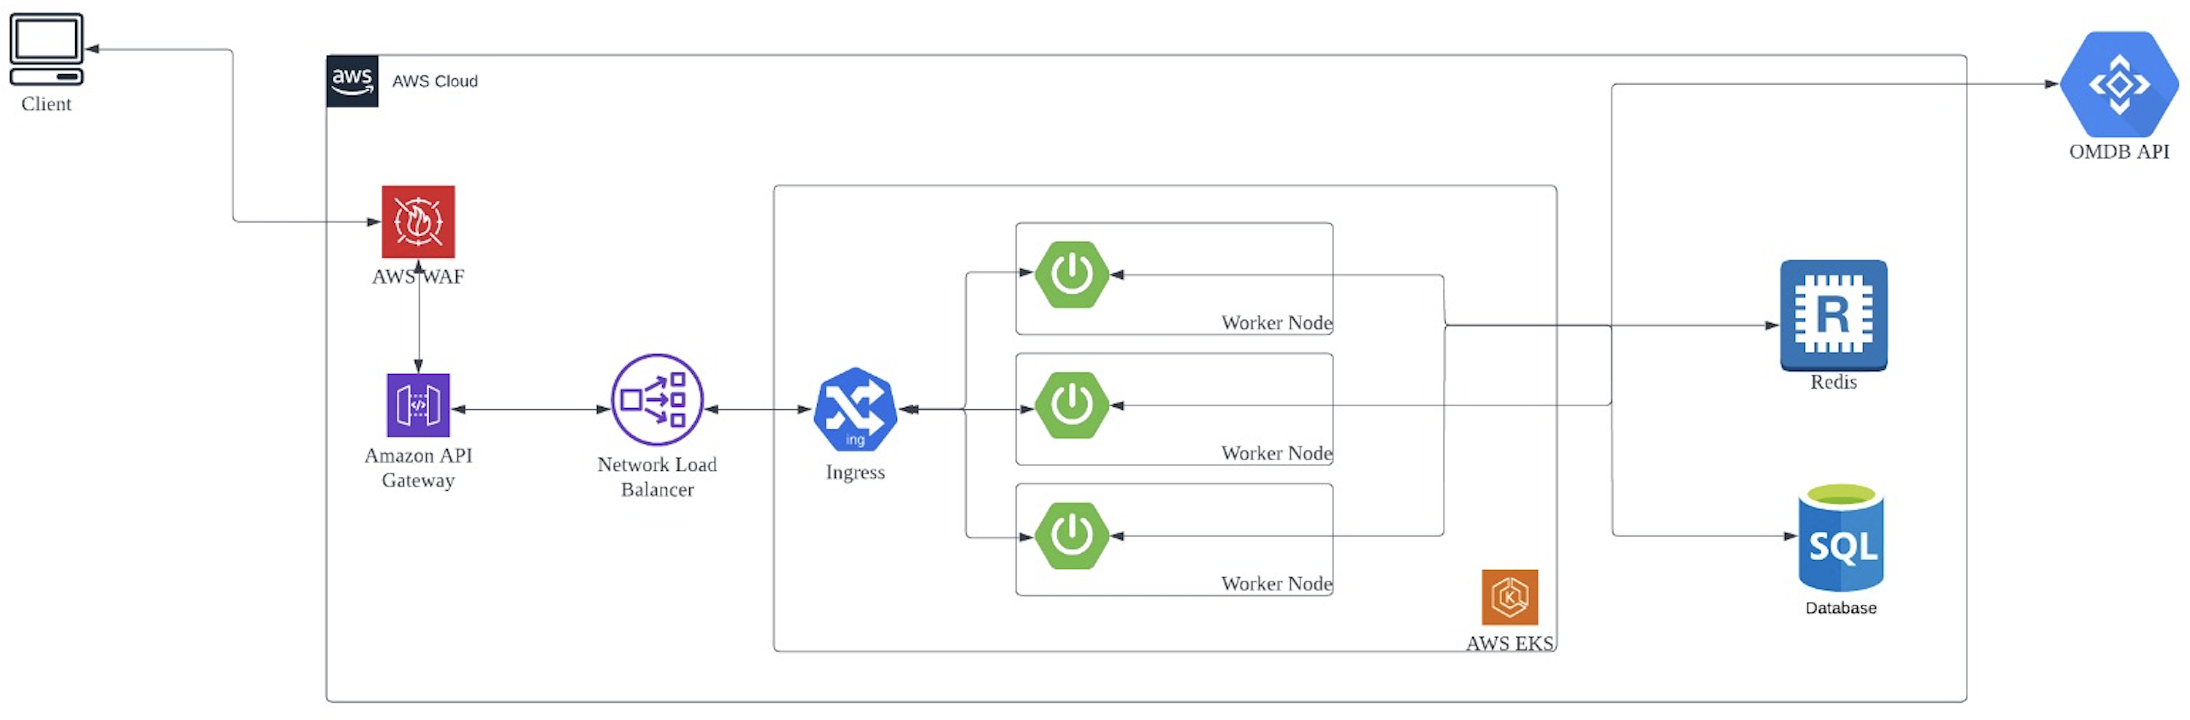 Client
aws
AWS Cloud
OMDB API
AWS WAF
Worker Node
R
Redis
</>
Amazon API
Gateway
Network Load
Balancer
ing
Ingress
Worker Node
Worker Node
SQL
Database
K
AWS EKS